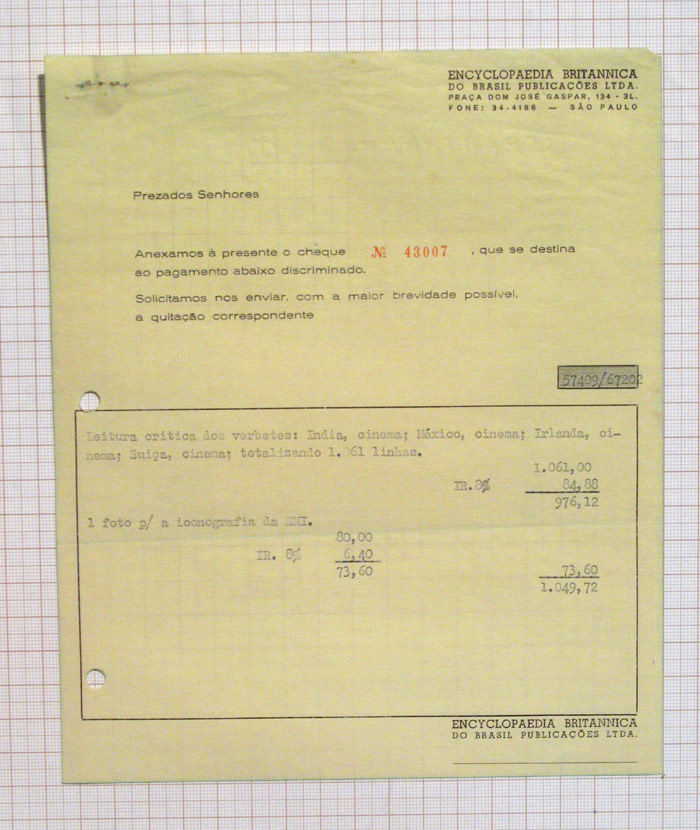 ENCYCLOPAEDIA BRITANNICA
DO BRASIL PUBLICAÇÕES LTDA.
PRAÇA DOM JOSÉ GASPAR, 134 - 3L.
FONE: 34-4186 — SÃO PAULO
Prezados Senhores
Anexamos à presente o cheque № 43007 , que se destina
ao pagamento abaixo discriminado.
Solicitamos nos enviar, com a maior brevidade possível,
a quitação correspondente
57409/67202
Leitura crítica dos verbetes: India, cinema; México, cinema; Irlanda, ci-
nema; Suiça, cinema; totalizando 1.061 linhas.
1.061,00
IR.8% 84,88
976,12
1 foto p/ a iconografia da
80,00
IR. 8% 6,40
73,60 73,60
1.049,72
ENCYCLOPAEDIA BRITANNICA
DO BRASIL PUBLICAÇÕES LTDA.